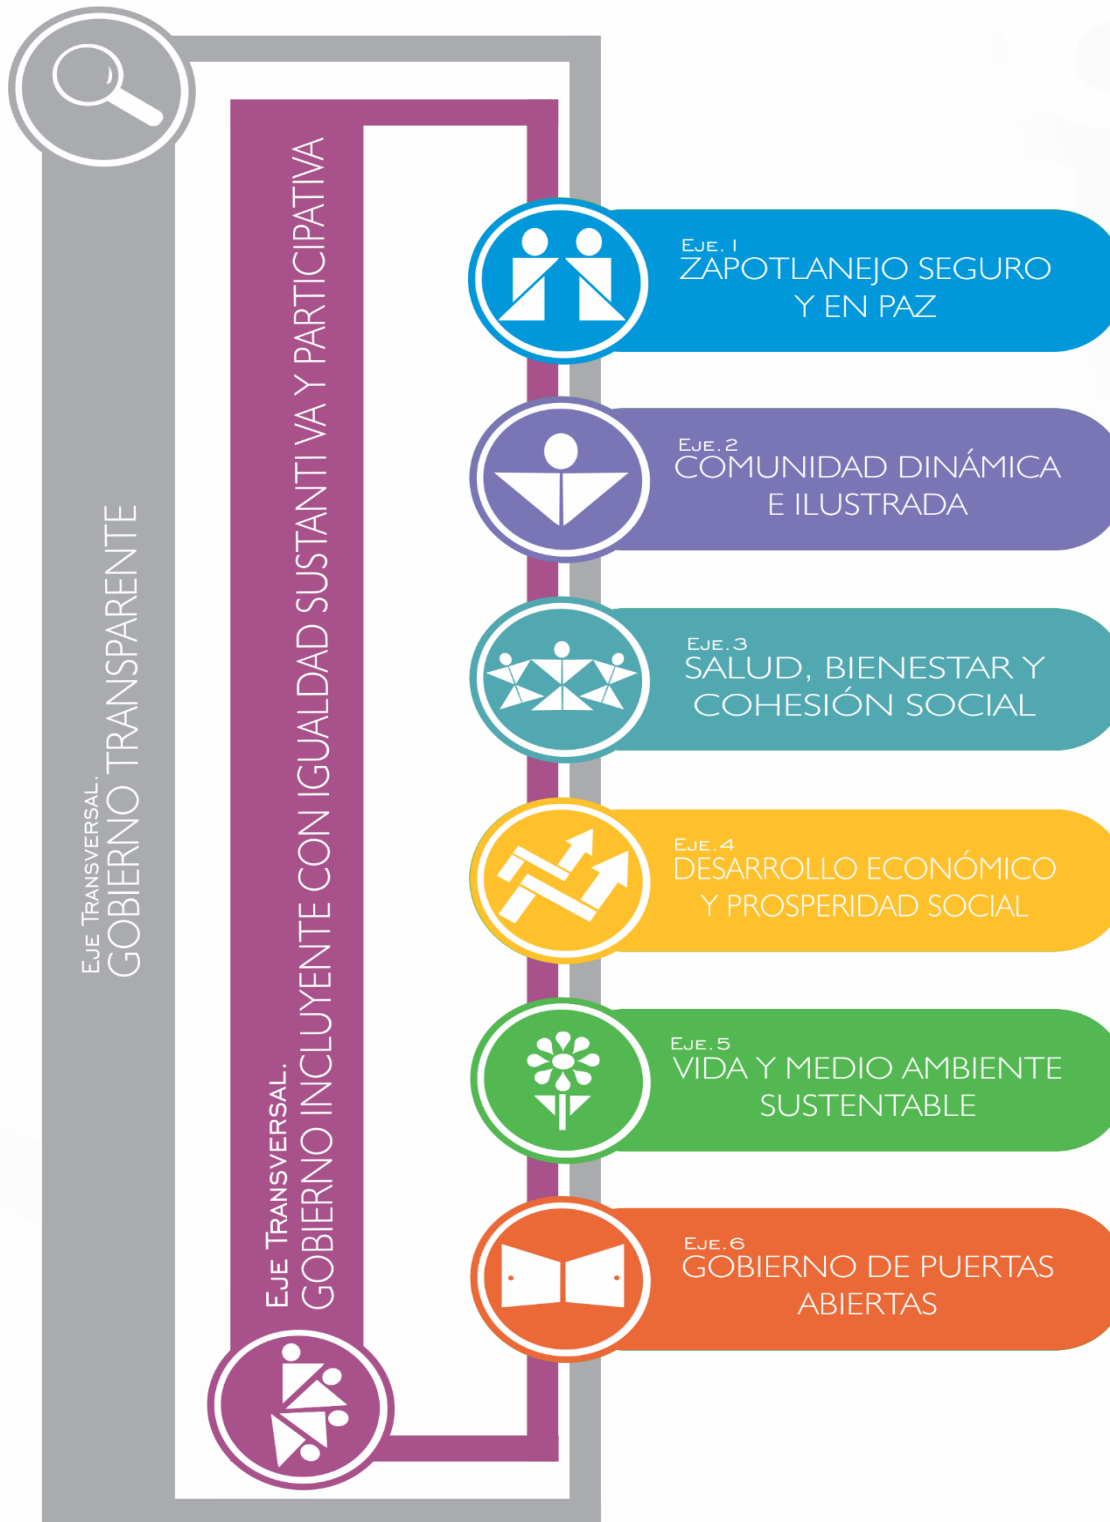 EJE TRANSVERSAL.
GOBIERNO TRANSPARENTE
EJE TRANSVERSAL.
GOBIERNO INCLUYENTE CON IGUALDAD SUSTANTI VA Y PARTICIPATIVA
EJE. 1
ZAPOTLANEJO SEGURO
Y EN PAZ
EJE. 2
COMUNIDAD DINÁMICA
E ILUSTRADA
EJE. 3
SALUD, BIENESTAR Y
COHESIÓN SOCIAL
EJE. 4
DESARROLLO ECONÓMICO
Y PROSPERIDAD SOCIAL
EJE. 5
VIDA Y MEDIO AMBIENTE
SUSTENTABLE
EJE. 6
GOBIERNO DE PUERTAS
ABIERTAS